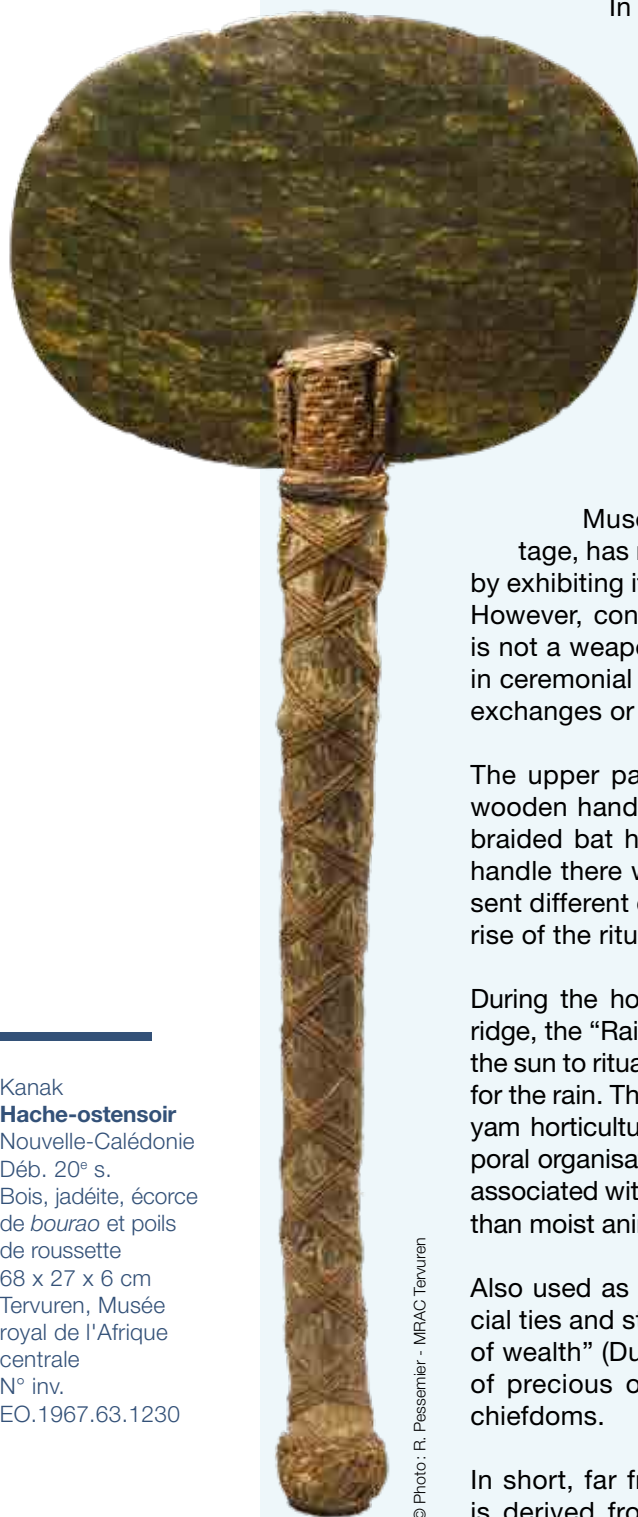 In
Muse
tage, has
by exhibiting i
However, con
is not a weap
in ceremonial
exchanges or
The upper pa
wooden hand
braided bat h
handle there
sent different
rise of the ritu
During the ho
ridge, the “Rai
the sun to ritua
for the rain. Th
yam horticultu
poral organisa
associated wit
than moist ani
Also used as
cial ties and st
of wealth” (Du
of precious o
chiefdoms.
In short, far fr
is derived fro
Kanak
Hache-ostensoir
Nouvelle-Calédonie
Déb. 20e s.
Bois, jadéite, écorce
de bourao et poils
de roussette
68 x 27 x 6 cm
Tervuren, Musée
royal de l'Afrique
centrale
N° inv.
EO.1967.63.1230
© Photo : R. Pessemier - MRAC Tervuren